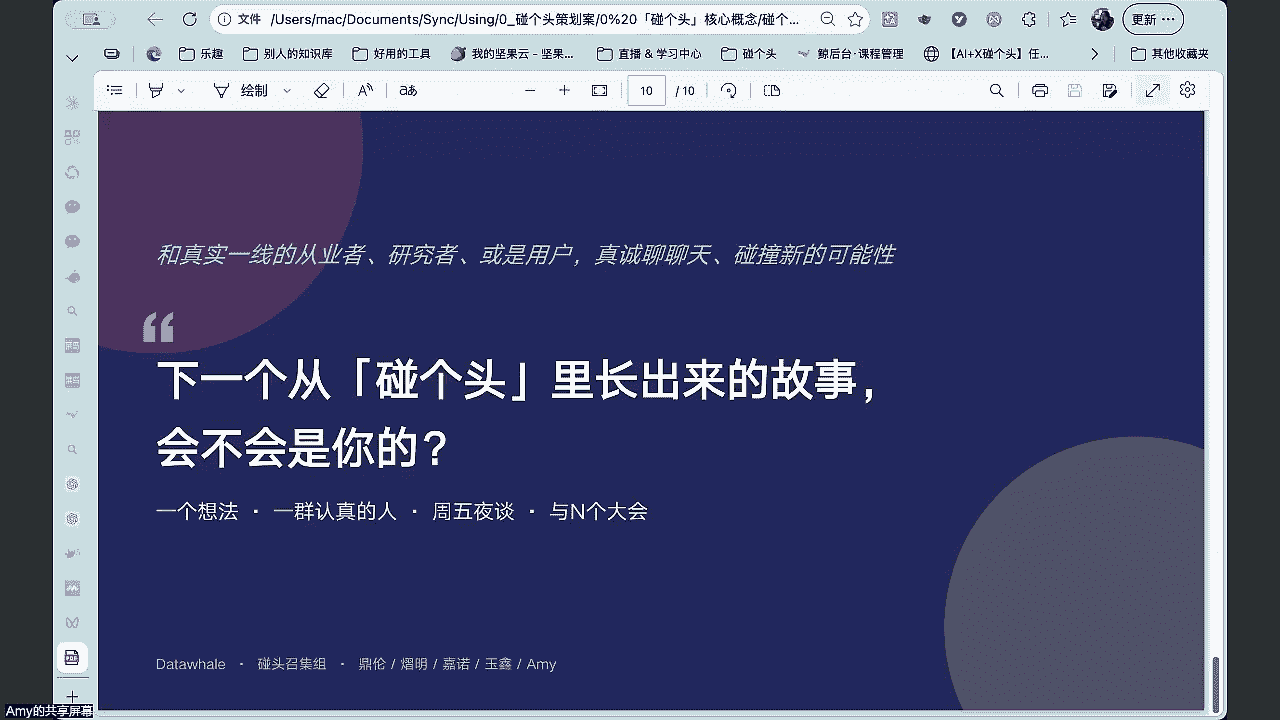 文件 /Users/mac/Documents/Sync/Using/0_碰个头策划案/0%20「碰个头」核心概念/碰个...
更新 ...
乐趣 别人的知识库 好用的工具 我的坚果云 - 坚果... 直播 & 学习中心 碰个头 鲸后台·课程管理 【AI+X碰个头】任... 其他收藏夹
绘制 A aあ 10 / 10
和真实一线的从业者、研究者、或是用户，真诚聊聊天、碰撞新的可能性
“
下一个从「碰个头」里长出来的故事，
会不会是你的？
一个想法 · 一群认真的人 · 周五夜谈 · 与N个大会
Datawhale · 碰头召集组 · 鼎伦 / 熠明 / 嘉诺 / 玉鑫 / Amy
Amy的共享屏幕